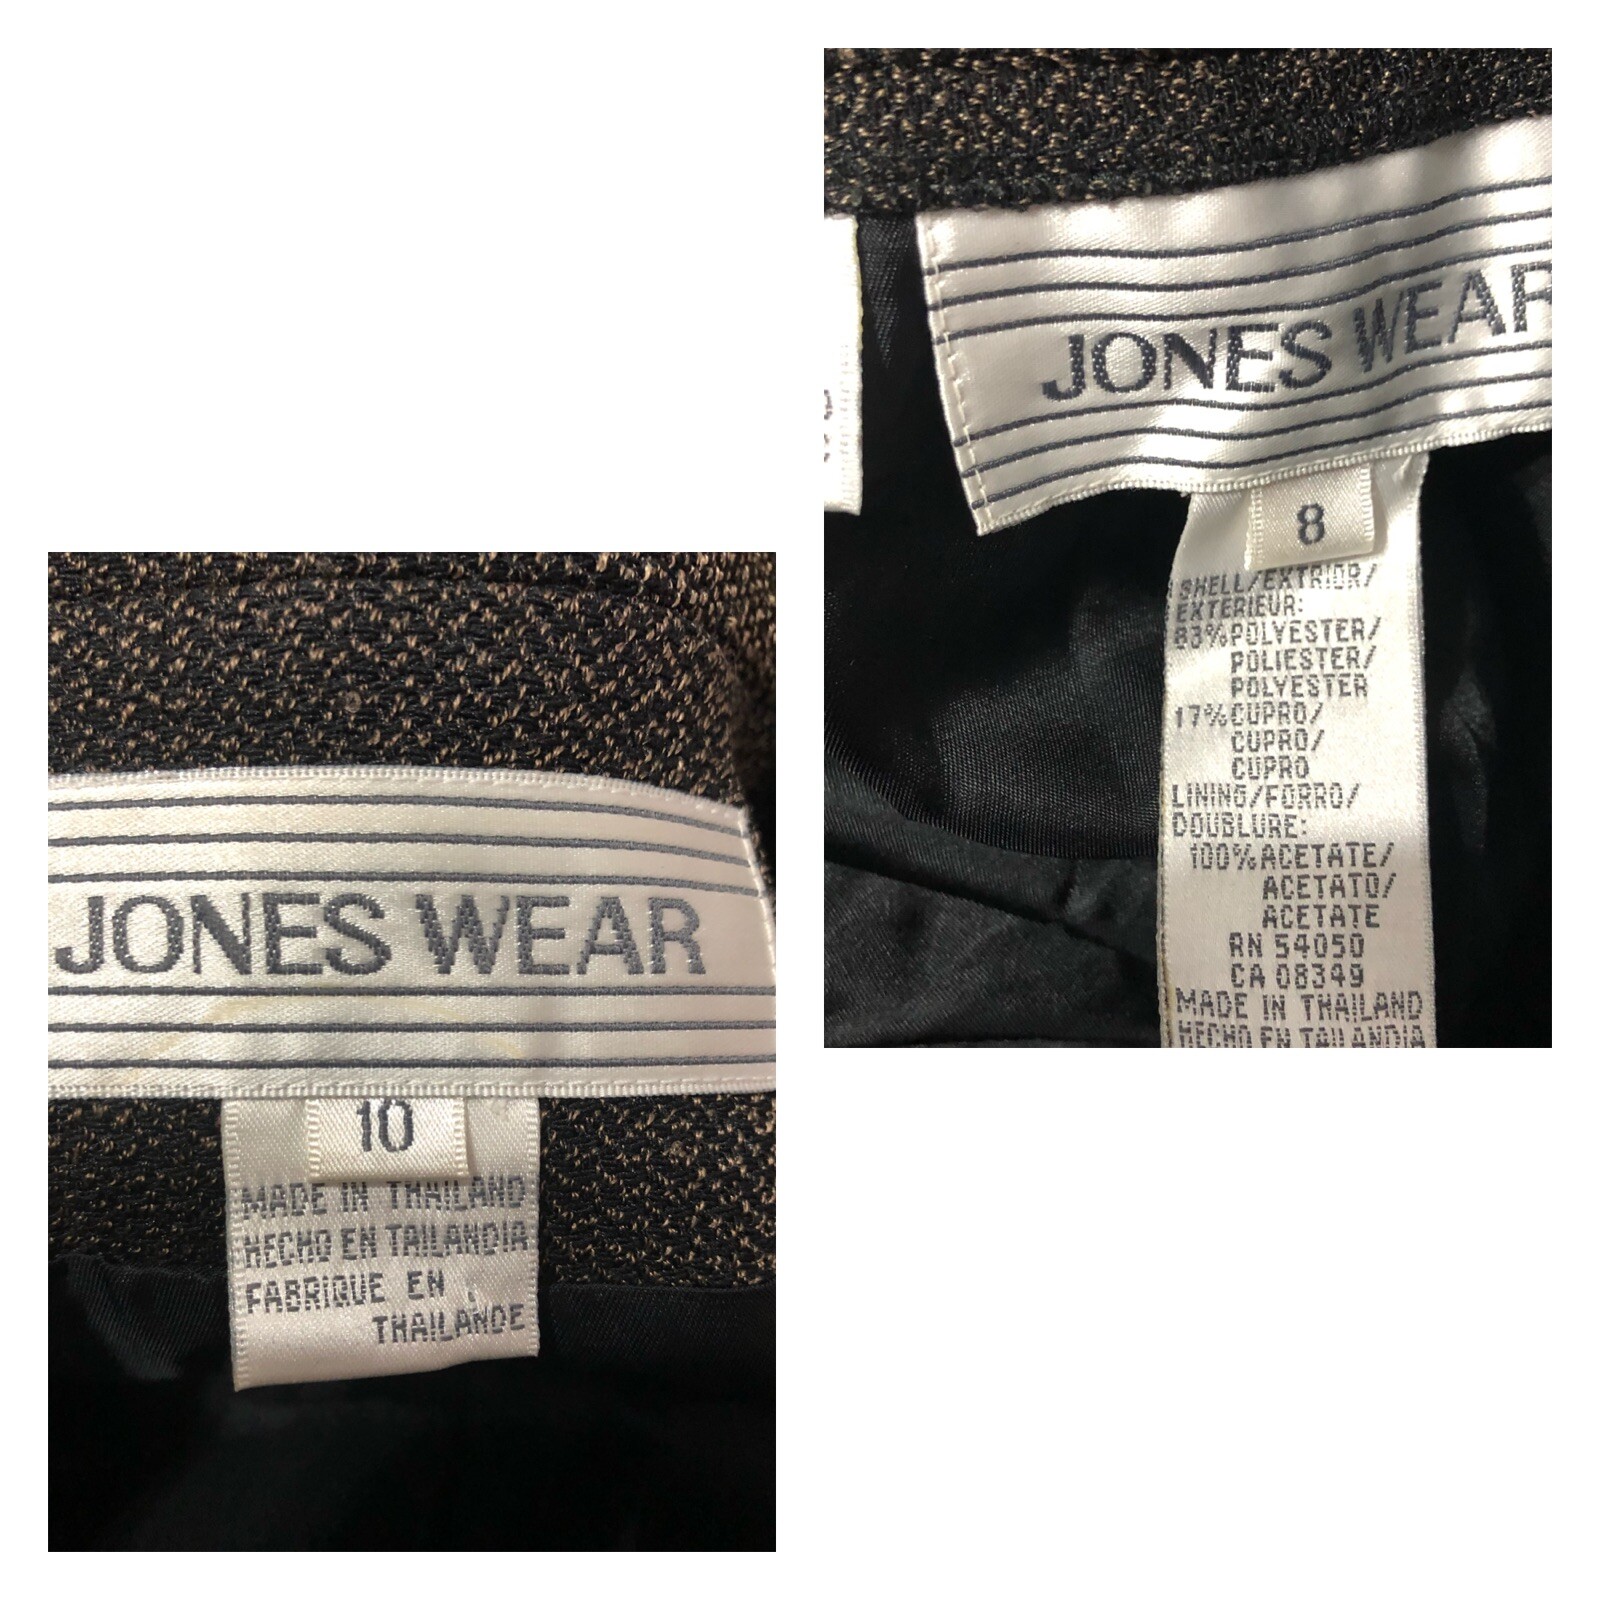 JONES WEAR
10
MADE IN THAILAND
HECHO EN TAILANDIA
FABRIQUE EN
THAILANDE
JONES WEAR
8
SHELL/EXTRIOR/
EXTERIEUR:
83%POLYESTER/
POLIESTER/
POLYESTER
17%CUPRO/
CUPRO/
CUPRO
LINING/FORRO/
DOUBLURE:
100%ACETATE/
ACETATO/
ACETATE
RN 54050
CA 08349
MADE IN THAILAND
HECHO EN TAILANDIA